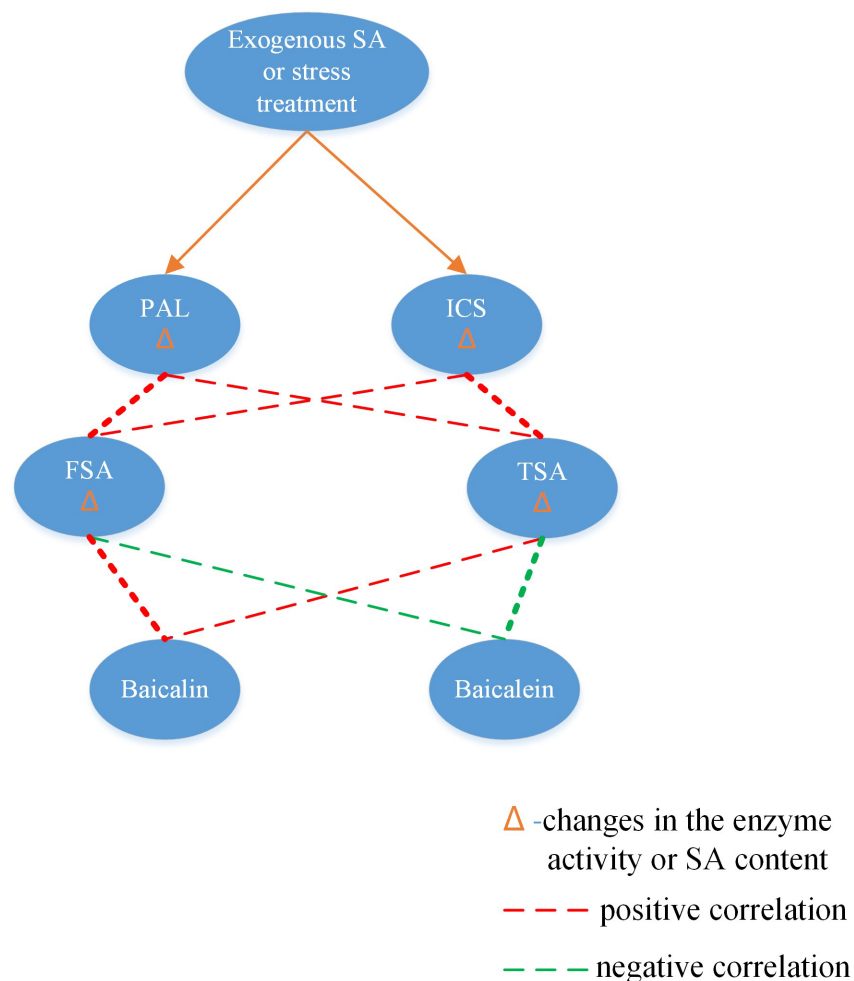 Exogenous SA
or stress
treatment
PAL
Δ
ICS
Δ
FSA
Δ
TSA
Δ
Baicalin
Baicalein
Δ -changes in the enzyme
activity or SA content
positive correlation
negative correlation